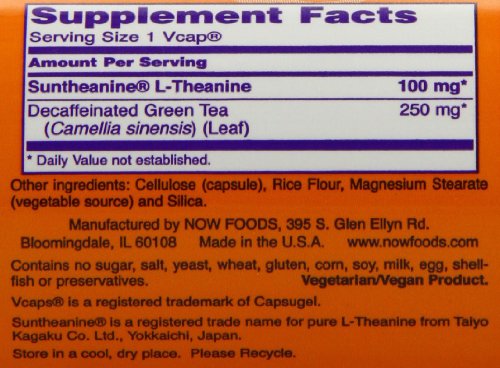 Supplement Facts
Serving Size 1 Vcap®
Amount Per Serving
Suntheanine® L-Theanine 100 mg*
Decaffeinated Green Tea 250 mg*
(Camellia sinensis) (Leaf)
* Daily Value not established.
Other ingredients: Cellulose (capsule), Rice Flour, Magnesium Stearate
(vegetable source) and Silica.
Manufactured by NOW FOODS, 395 S. Glen Ellyn Rd.
Bloomingdale, IL 60108 Made in the U.S.A. www.nowfoods.com
Contains no sugar, salt, yeast, wheat, gluten, corn, soy, milk, egg, shell-
fish or preservatives. Vegetarian/Vegan Product.
Vcaps® is a registered trademark of Capsugel.
Suntheanine® is a registered trade name for pure L-Theanine from Taiyo
Kagaku Co. Ltd., Yokkaichi, Japan.
Store in a cool, dry place. Please Recycle.